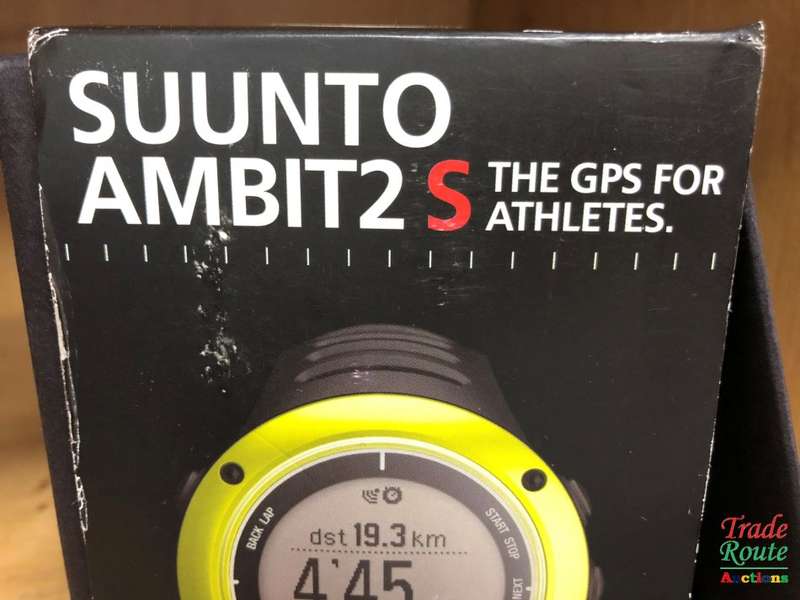 SUUNTO
AMBIT2 S THE GPS FOR
ATHLETES.
BACK LAP
START STOP
NEXT
dst 19.3 km
4'45
Trade
Route
Auctions